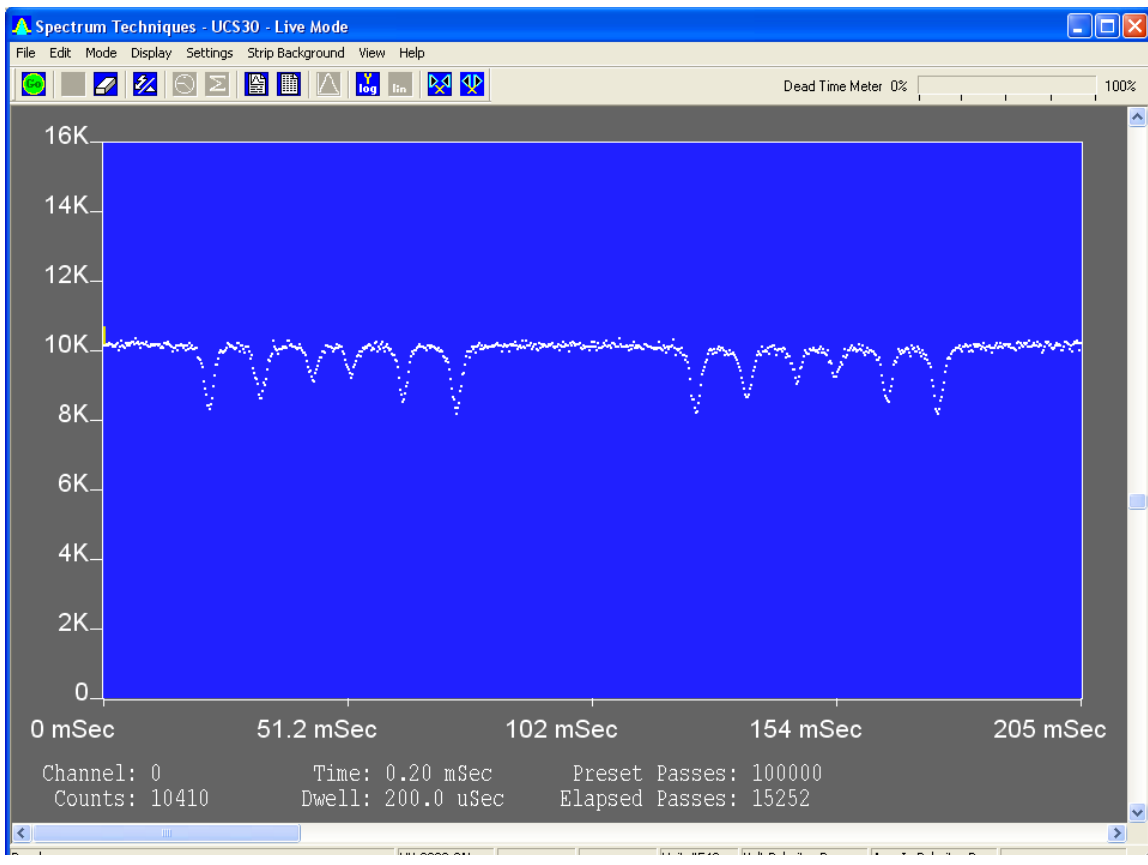 Spectrum Techniques - UCS30 - Live Mode
File Edit Mode Display Settings Strip Background View Help
Go Y log lin Dead Time Meter 0% 100%
16K
14K
12K
10K
8K
6K
4K
2K
0
0 mSec 51.2 mSec 102 mSec 154 mSec 205 mSec
Channel: 0 Time: 0.20 mSec Preset Passes: 100000
Counts: 10410 Dwell: 200.0 uSec Elapsed Passes: 15252